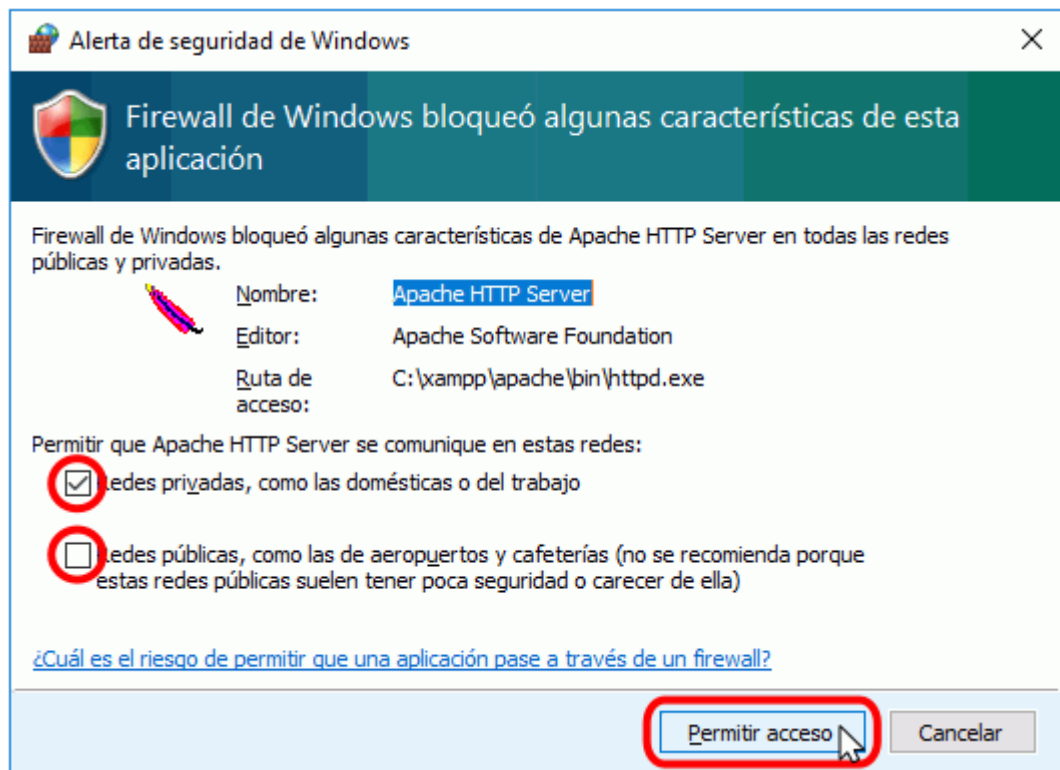 Alerta de seguridad de Windows
Firewall de Windows bloqueó algunas características de esta
aplicación
Firewall de Windows bloqueó algunas características de Apache HTTP Server en todas las redes
públicas y privadas.
Nombre: Apache HTTP Server
Editor: Apache Software Foundation
Ruta de acceso: C:\xampp\apache\bin\httpd.exe
Permitir que Apache HTTP Server se comunique en estas redes:
Redes privadas, como las domésticas o del trabajo
Redes públicas, como las de aeropuertos y cafeterías (no se recomienda porque
estas redes públicas suelen tener poca seguridad o carecer de ella)
¿Cuál es el riesgo de permitir que una aplicación pase a través de un firewall?
Permitir acceso Cancelar